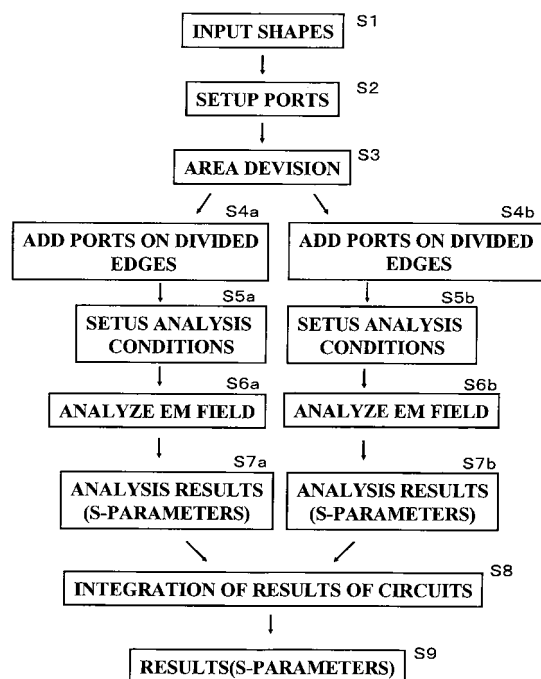 S1
INPUT SHAPES
S2
SETUP PORTS
S3
AREA DEVISION
S4a
ADD PORTS ON DIVIDED
EDGES
S4b
ADD PORTS ON DIVIDED
EDGES
S5a
SETUS ANALYSIS
CONDITIONS
S5b
SETUS ANALYSIS
CONDITIONS
S6a
ANALYZE EM FIELD
S6b
ANALYZE EM FIELD
S7a
ANALYSIS RESULTS
(S-PARAMETERS)
S7b
ANALYSIS RESULTS
(S-PARAMETERS)
S8
INTEGRATION OF RESULTS OF CIRCUITS
S9
RESULTS(S-PARAMETERS)